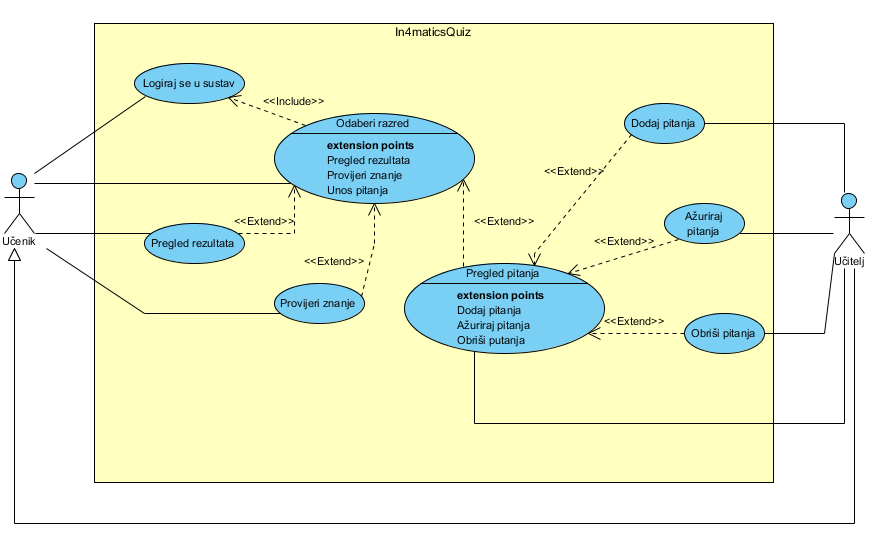 In4maticsQuiz
Logiraj se u sustav
<<Include>>
Odaberi razred
extension points
Pregled rezultata
Provijeri znanje
Unos pitanja
Dodaj pitanja
<<Extend>>
Učenik
Pregled rezultata
<<Extend>>
<<Extend>>
Ažuriraj
pitanja
<<Extend>>
Učitelj
<<Extend>>
Provijeri znanje
Pregled pitanja
extension points
Dodaj pitanja
Ažuriraj pitanja
Obriši putanja
<<Extend>>
Obriši pitanja